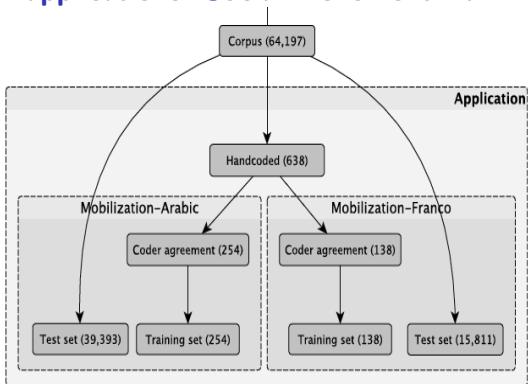 Corpus (64,197)
Application
Handcoded (638)
Mobilization-Arabic
Mobilization-Franco
Coder agreement (254)
Coder agreement (138)
Test set (39,393)
Training set (254)
Training set (138)
Test set (15,811)